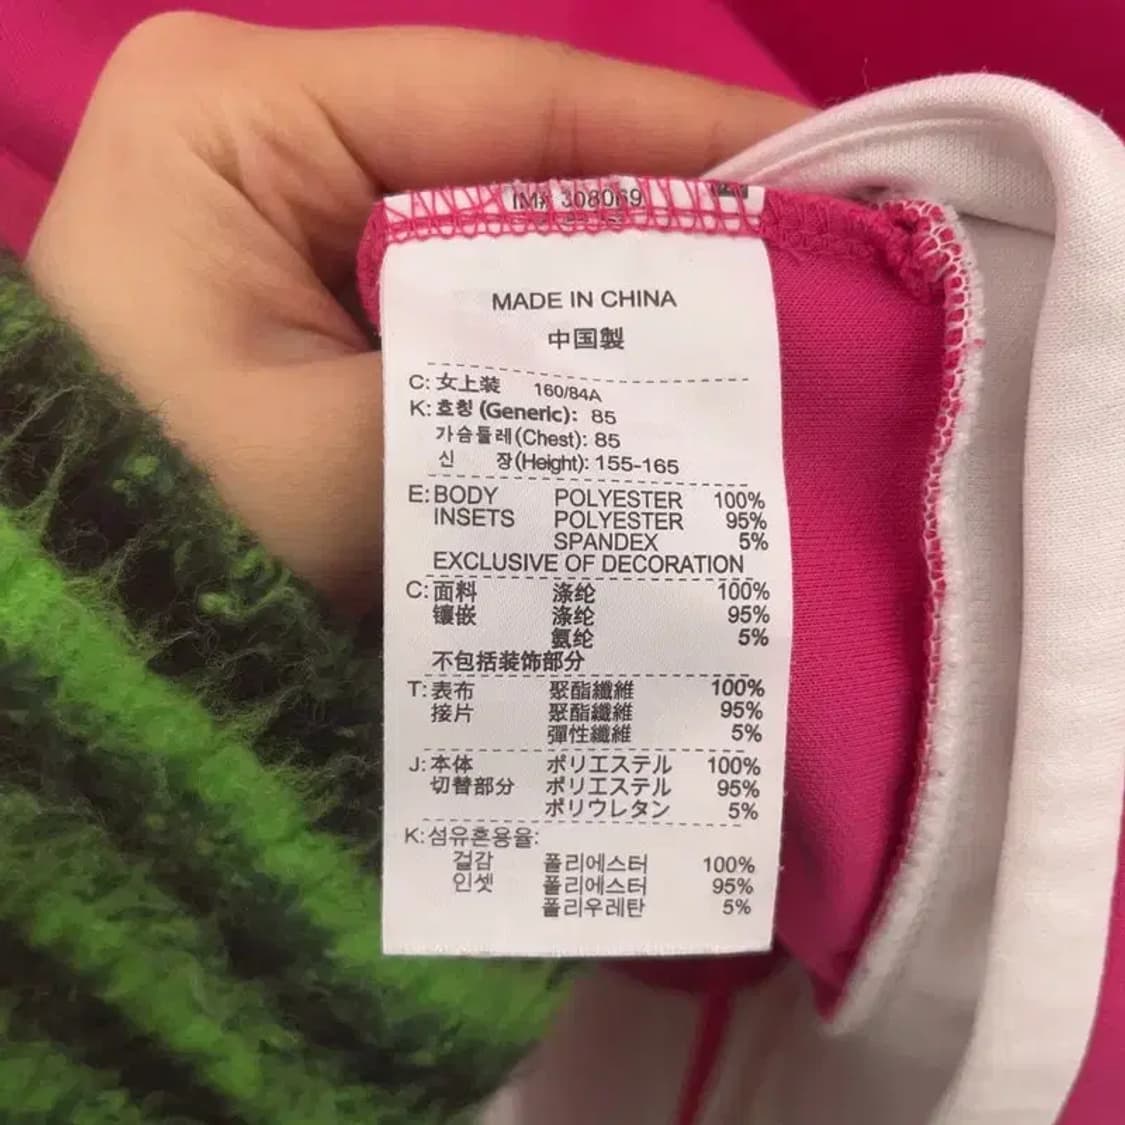 308069
MADE IN CHINA
中国製
C: 女上装 160/84A
K: 호칭 (Generic): 85
가슴둘레(Chest): 85
신 장(Height): 155-165
E: BODY POLYESTER 100%
INSETS POLYESTER 95%
SPANDEX 5%
EXCLUSIVE OF DECORATION
C: 面料 涤纶 100%
镶嵌 涤纶 95%
氨纶 5%
不包括装饰部分
T: 表布 聚酯纖維 100%
接片 聚酯纖維 95%
彈性纖維 5%
J: 本体 ポリエステル 100%
切替部分 ポリエステル 95%
ポリウレタン 5%
K: 섬유혼용율:
겉감 폴리에스터 100%
인셋 폴리에스터 95%
폴리우레탄 5%